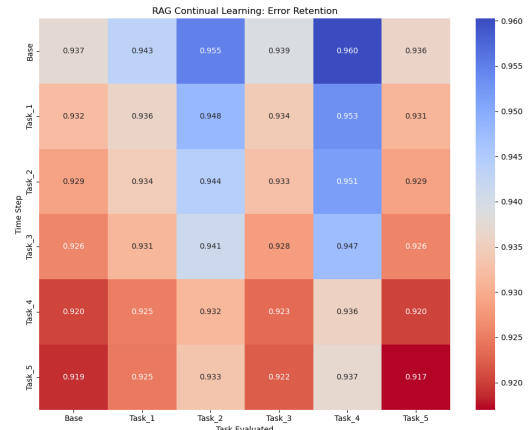 RAG Continual Learning: Error Retention
Base 0.937 0.943 0.955 0.939 0.960 0.936
Task_1 0.932 0.936 0.948 0.934 0.953 0.931
Task_2 0.929 0.934 0.944 0.933 0.951 0.929
Task_3 0.926 0.931 0.941 0.928 0.947 0.926
Task_4 0.920 0.925 0.932 0.923 0.936 0.920
Task_5 0.919 0.925 0.933 0.922 0.937 0.917
Time Step
Base Task_1 Task_2 Task_3 Task_4 Task_5
Task Evaluated
0.960
0.955
0.950
0.945
0.940
0.935
0.930
0.925
0.920